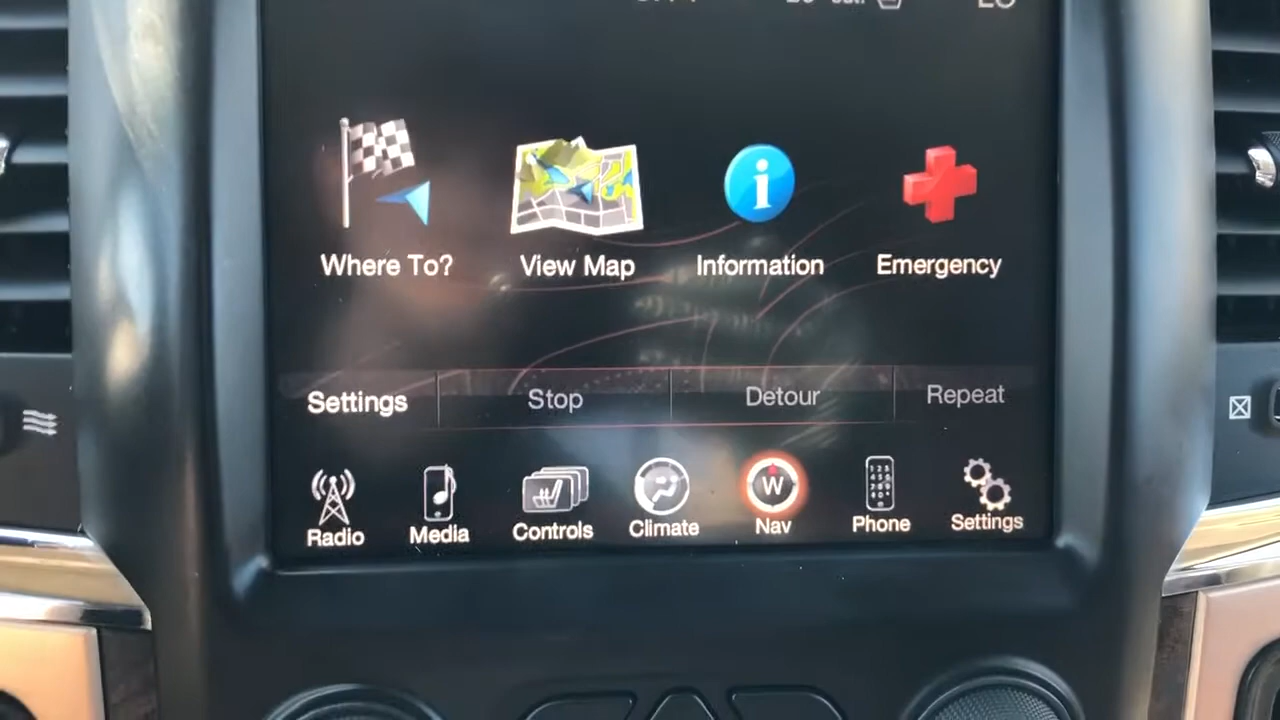 Where To? View Map Information Emergency
Settings Stop Detour Repeat
W
Radio Media Controls Climate Nav Phone Settings